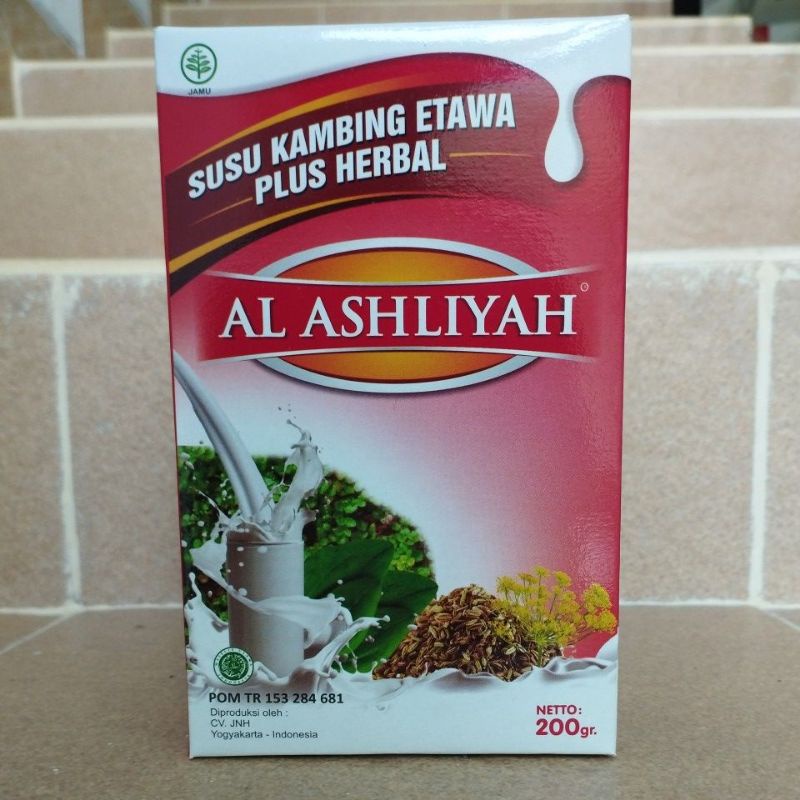 JAMU
SUSU KAMBING ETAWA
PLUS HERBAL
AL ASHLIYAH
POM TR 153 284 681
Diproduksi oleh :
CV. JNH
Yogyakarta - Indonesia
NETTO:
200gr.